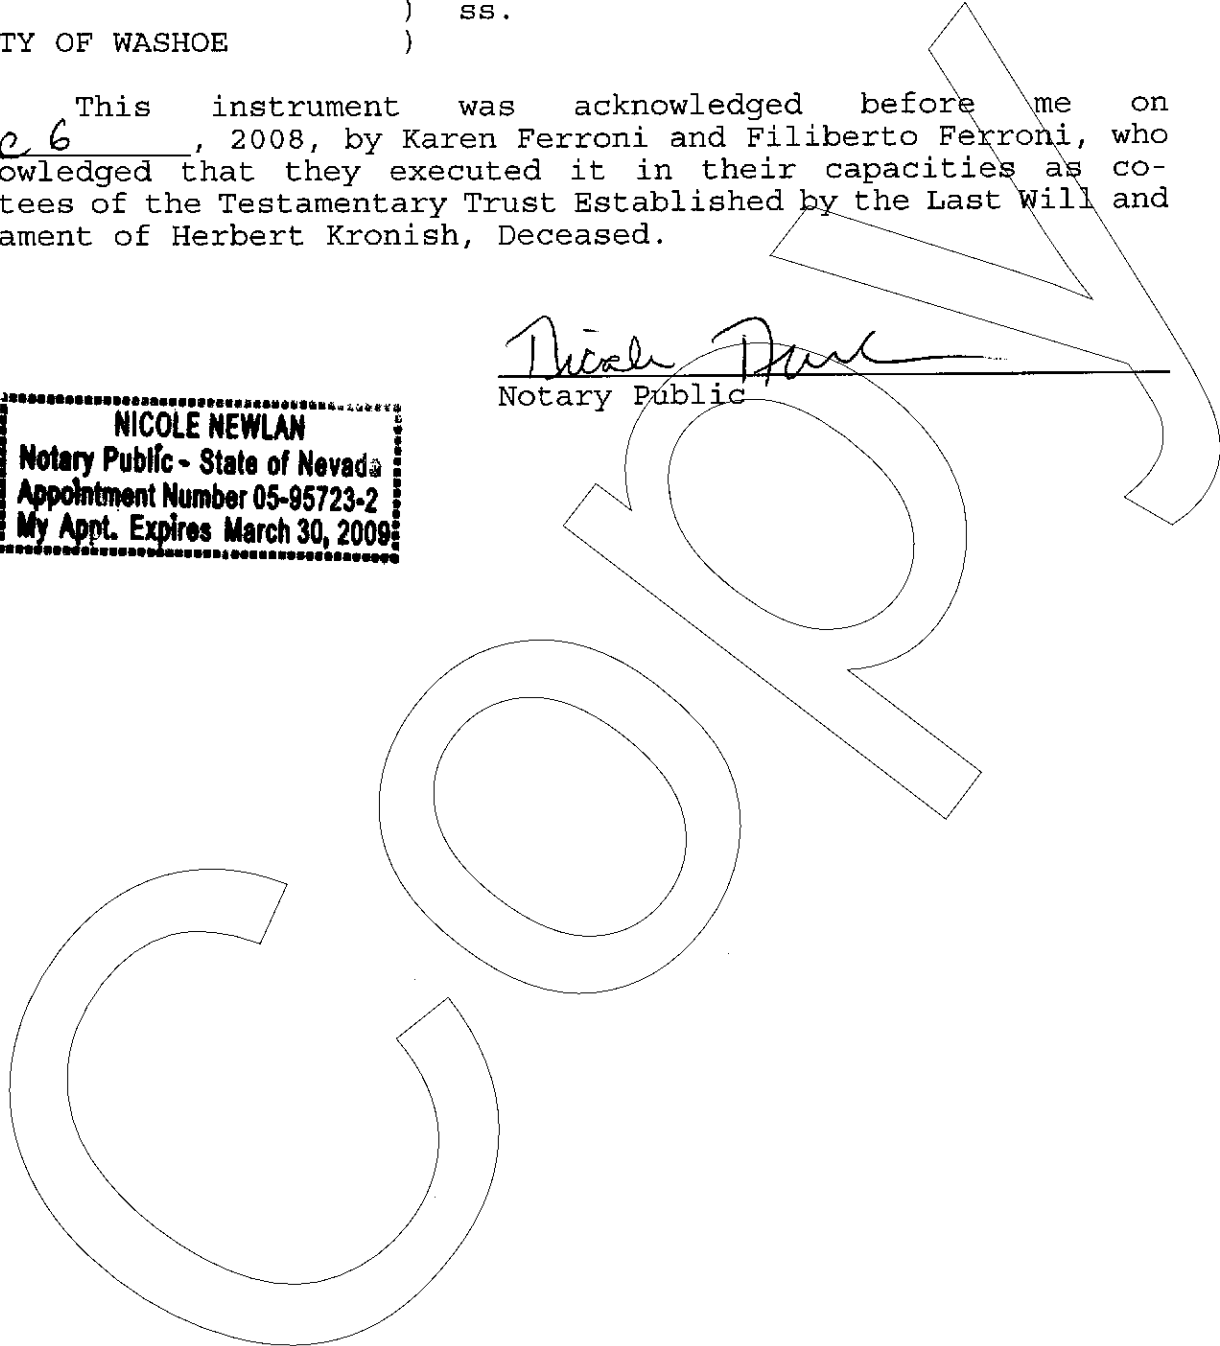 ) ss.
TY OF WASHOE )
This instrument was acknowledged before me on
e 6, 2008, by Karen Ferroni and Filiberto Ferroni, who
owledged that they executed it in their capacities as co-
tees of the Testamentary Trust Established by the Last Will and
ament of Herbert Kronish, Deceased.
Notary Public
NICOLE NEWLAN
Notary Public - State of Nevada
Appointment Number 05-95723-2
My Appt. Expires March 30, 2009
Copy